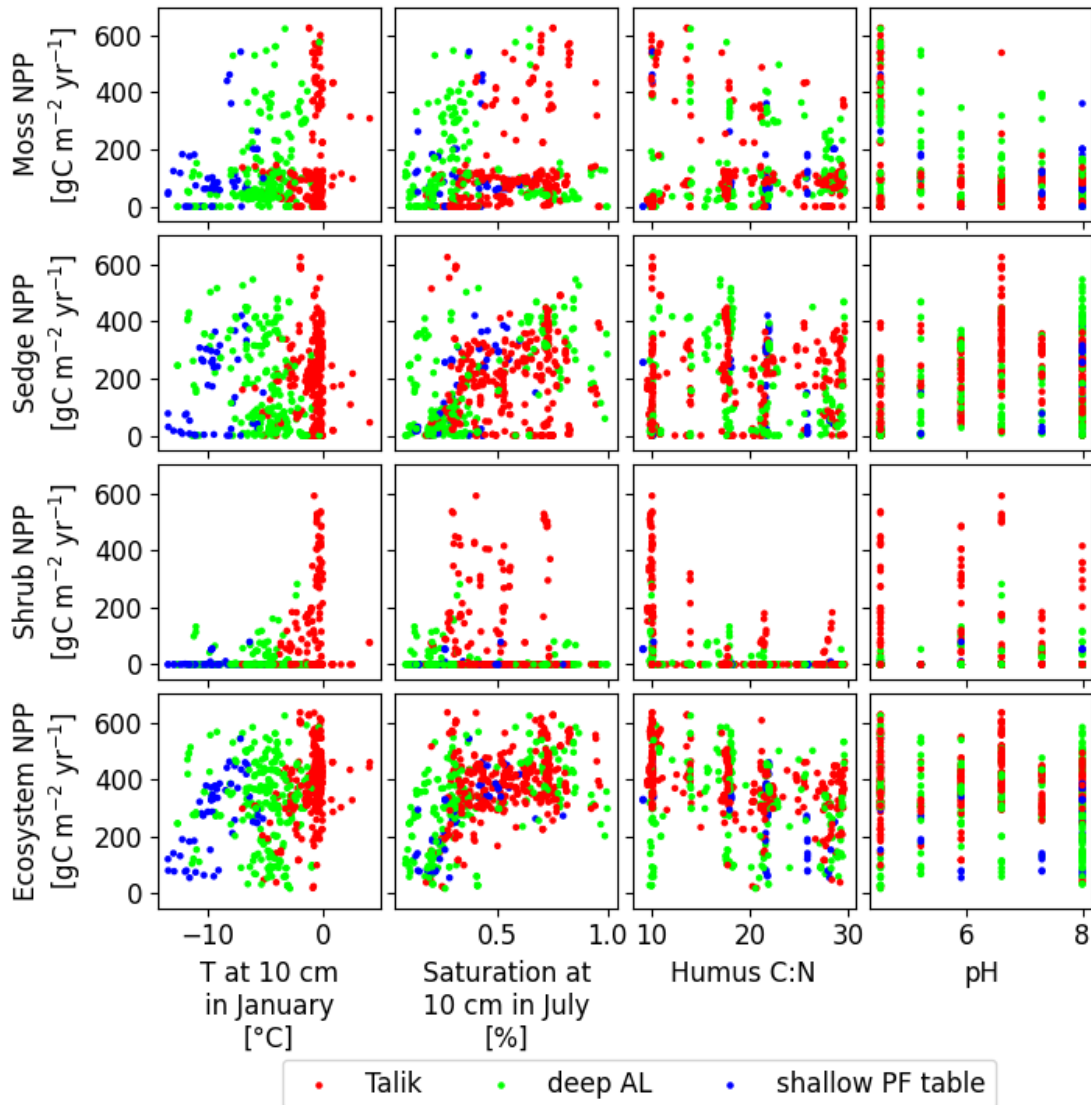 Moss NPP
[gC m⁻² yr⁻¹]
600
400
200
0
Sedge NPP
[gC m⁻² yr⁻¹]
600
400
200
0
Shrub NPP
[gC m⁻² yr⁻¹]
600
400
200
0
Ecosystem NPP
[gC m⁻² yr⁻¹]
600
400
200
0
−10 0
T at 10 cm
in January
[°C]
0.5 1.0
Saturation at
10 cm in July
[%]
10 20 30
Humus C:N
6 8
pH
Talik deep AL shallow PF table